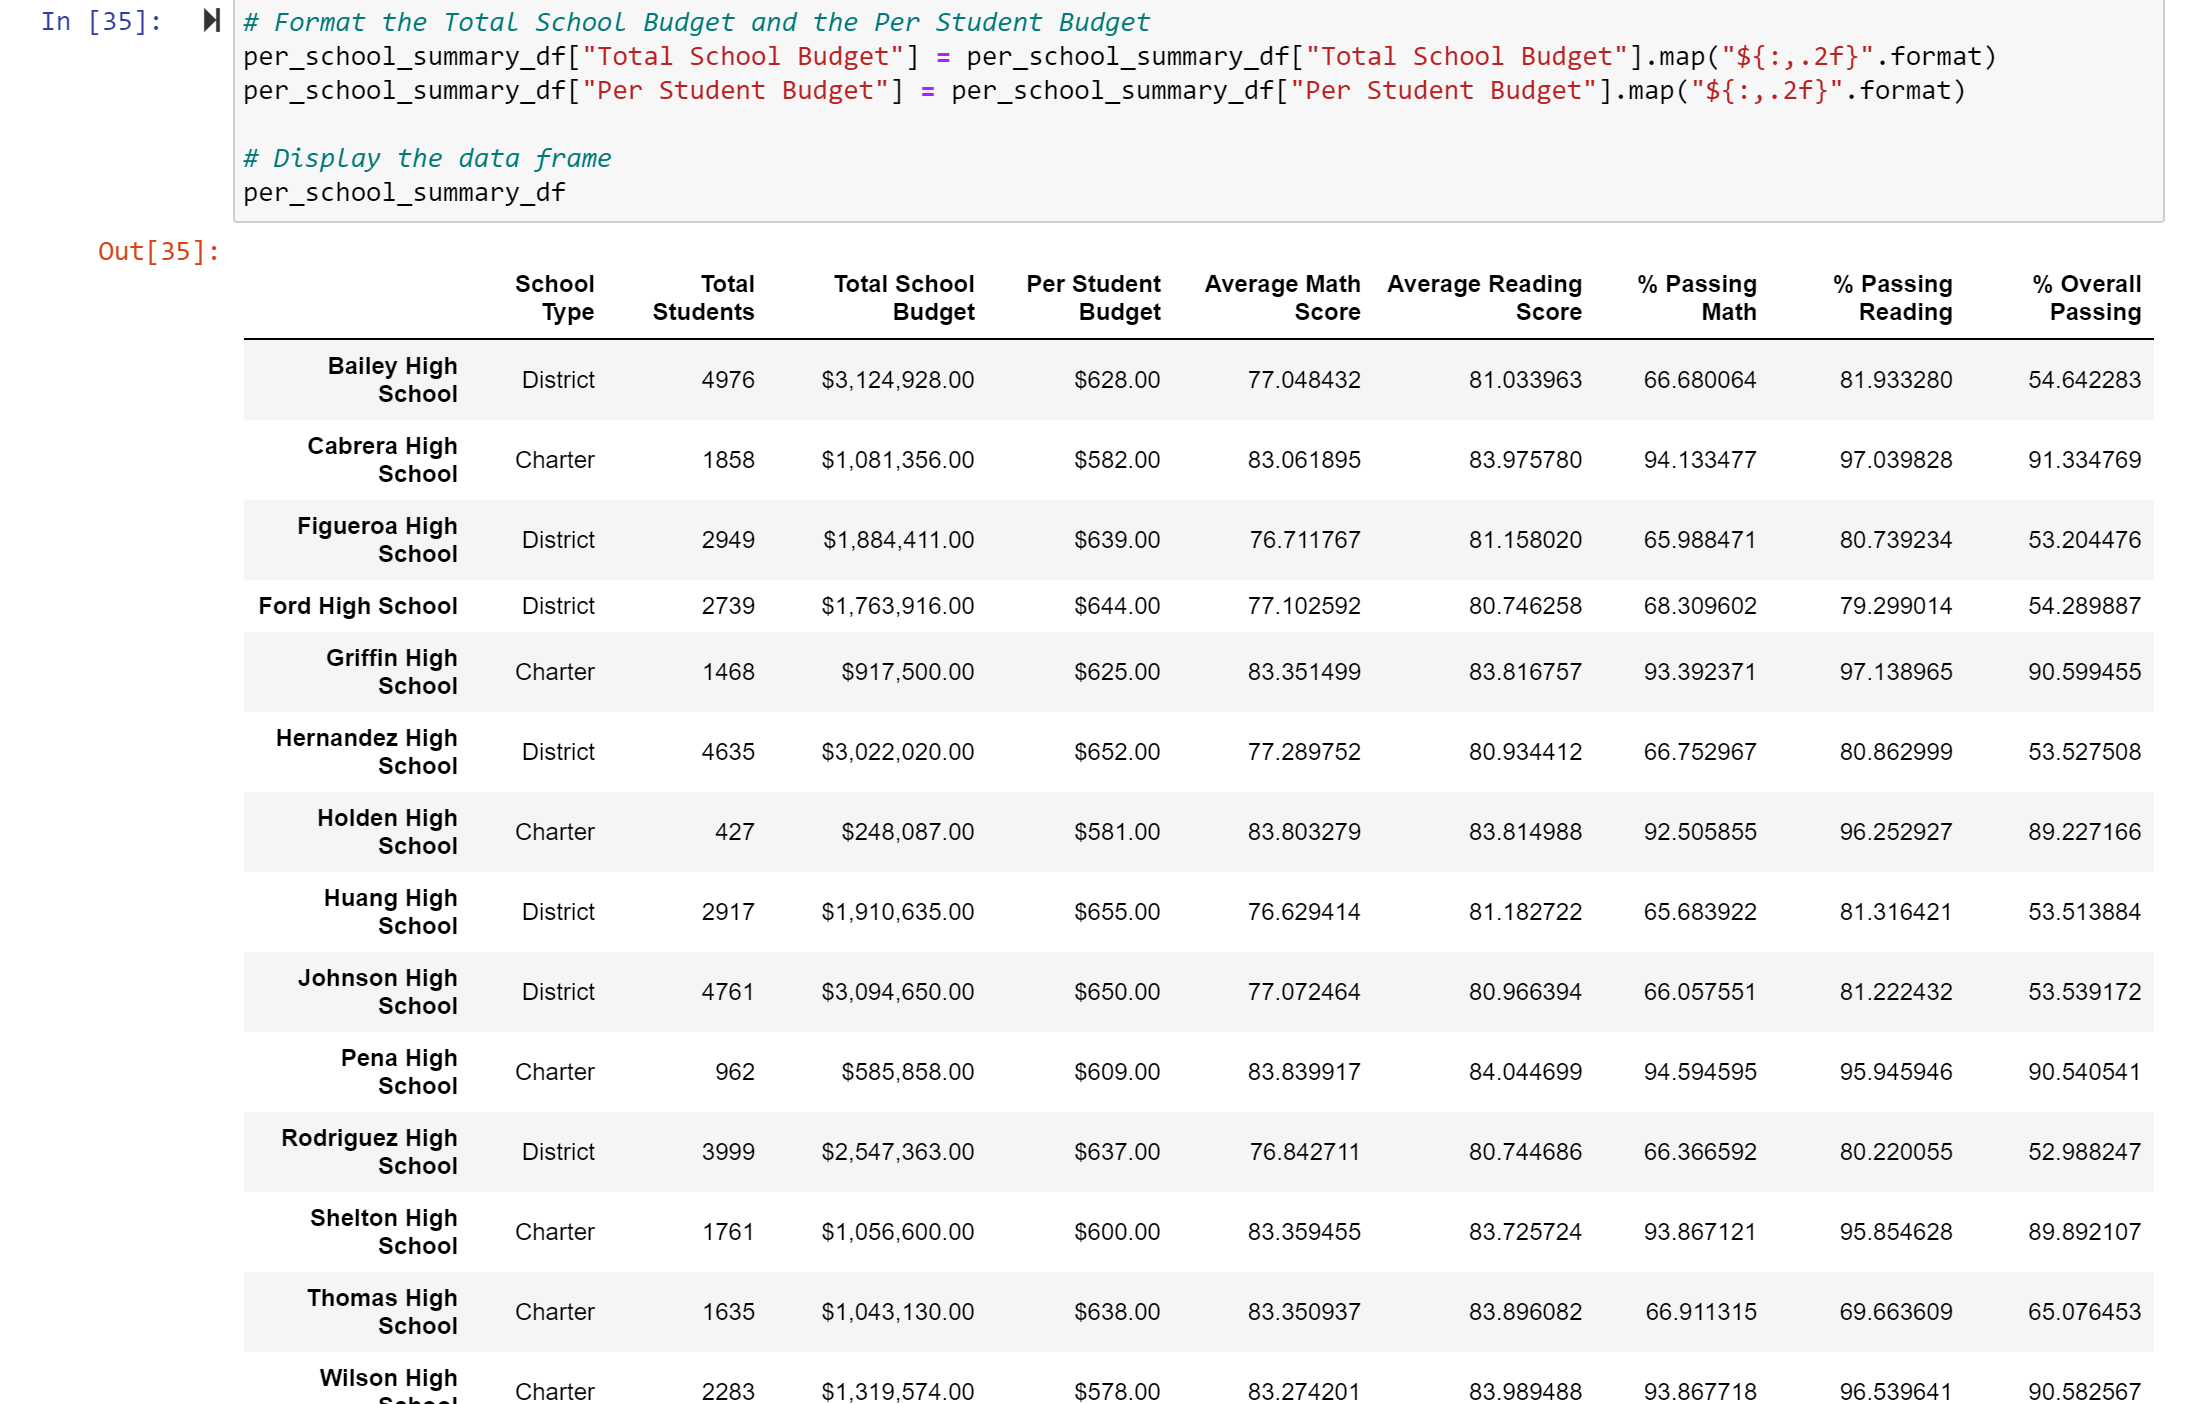 In [35]:
# Format the Total School Budget and the Per Student Budget
per_school_summary_df["Total School Budget"] = per_school_summary_df["Total School Budget"].map("${:,.2f}".format)
per_school_summary_df["Per Student Budget"] = per_school_summary_df["Per Student Budget"].map("${:,.2f}".format)
# Display the data frame
per_school_summary_df
Out[35]:
School Type Total Students Total School Budget Per Student Budget Average Math Score Average Reading Score % Passing Math % Passing Reading % Overall Passing
Bailey High School District 4976 $3,124,928.00 $628.00 77.048432 81.033963 66.680064 81.933280 54.642283
Cabrera High School Charter 1858 $1,081,356.00 $582.00 83.061895 83.975780 94.133477 97.039828 91.334769
Figueroa High School District 2949 $1,884,411.00 $639.00 76.711767 81.158020 65.988471 80.739234 53.204476
Ford High School District 2739 $1,763,916.00 $644.00 77.102592 80.746258 68.309602 79.299014 54.289887
Griffin High School Charter 1468 $917,500.00 $625.00 83.351499 83.816757 93.392371 97.138965 90.599455
Hernandez High School District 4635 $3,022,020.00 $652.00 77.289752 80.934412 66.752967 80.862999 53.527508
Holden High School Charter 427 $248,087.00 $581.00 83.803279 83.814988 92.505855 96.252927 89.227166
Huang High School District 2917 $1,910,635.00 $655.00 76.629414 81.182722 65.683922 81.316421 53.513884
Johnson High School District 4761 $3,094,650.00 $650.00 77.072464 80.966394 66.057551 81.222432 53.539172
Pena High School Charter 962 $585,858.00 $609.00 83.839917 84.044699 94.594595 95.945946 90.540541
Rodriguez High School District 3999 $2,547,363.00 $637.00 76.842711 80.744686 66.366592 80.220055 52.988247
Shelton High School Charter 1761 $1,056,600.00 $600.00 83.359455 83.725724 93.867121 95.854628 89.892107
Thomas High School Charter 1635 $1,043,130.00 $638.00 83.350937 83.896082 66.911315 69.663609 65.076453
Wilson High School Charter 2283 $1,319,574.00 $578.00 83.274201 83.989488 93.867718 96.539641 90.582567